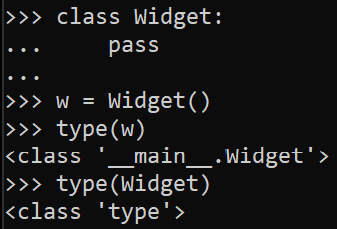 >>> class Widget:
...     pass
...
>>> w = Widget()
>>> type(w)
<class '__main__.Widget'>
>>> type(Widget)
<class 'type'>